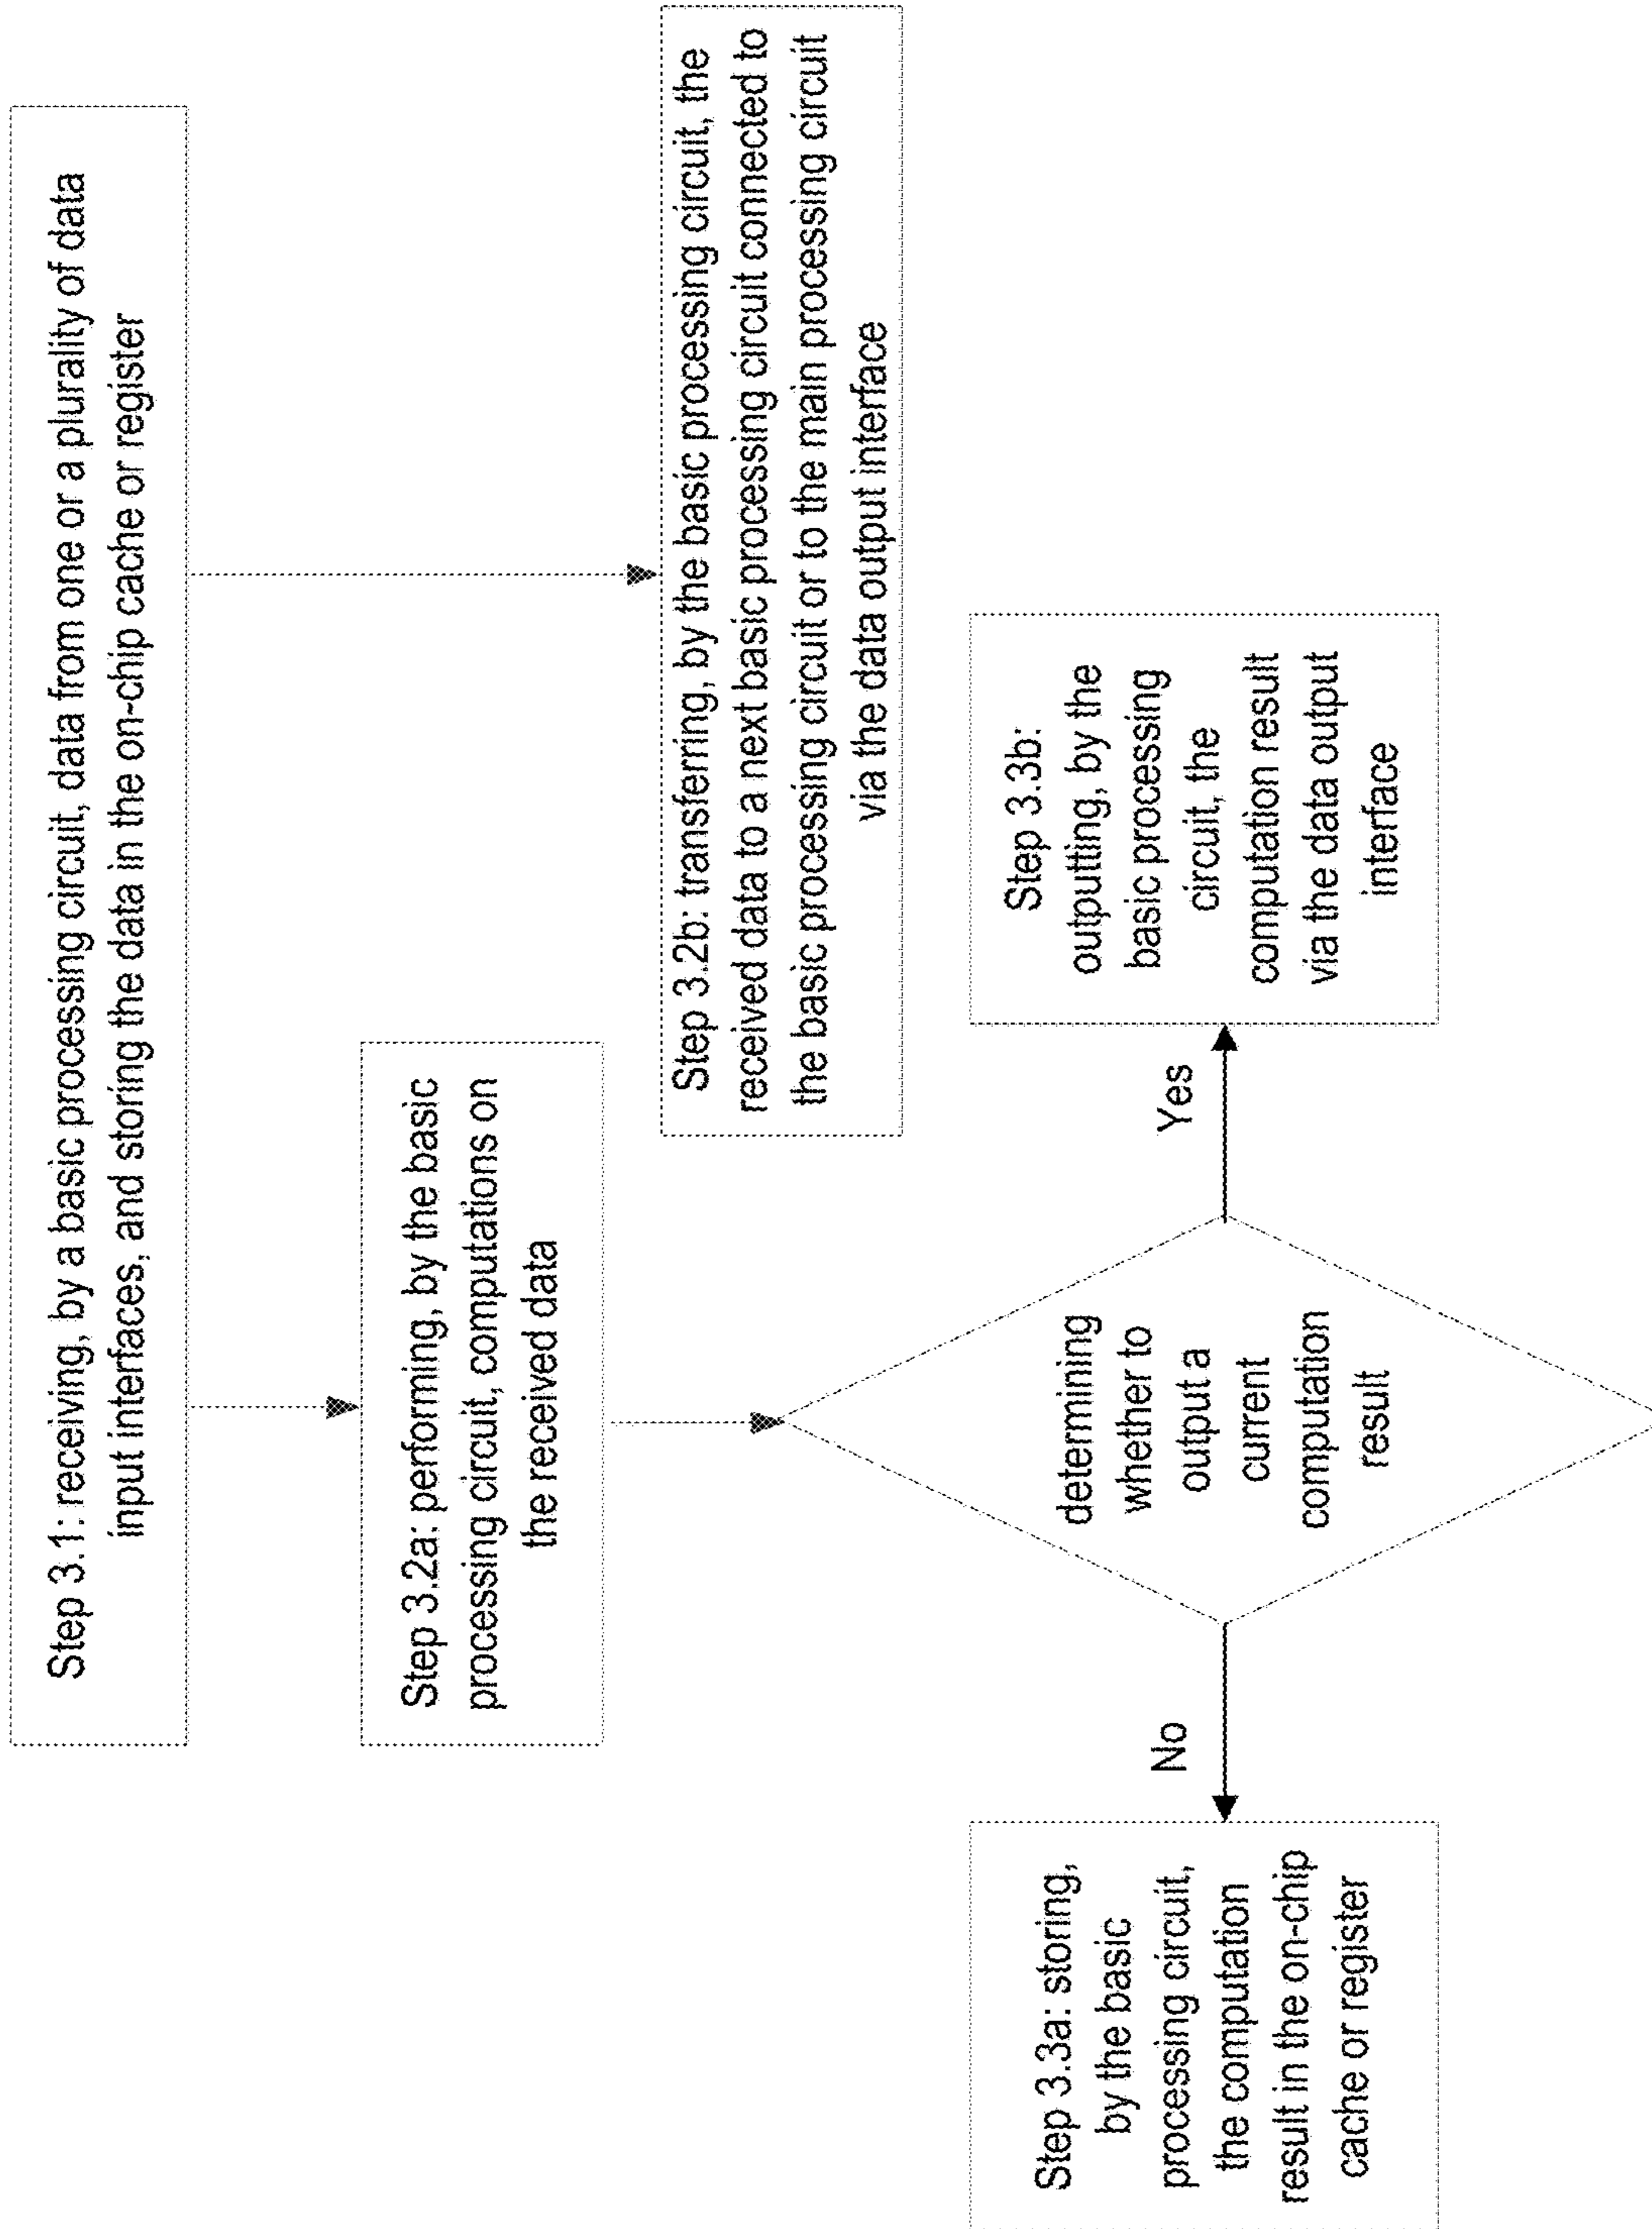 Step 3.1: receiving, by a basic processing circuit, data from one or a plurality of data
input interfaces, and storing the data in the on-chip cache or register
Step 3.2a: performing, by the basic
processing circuit, computations on
the received data
Step 3.2b: transferring, by the basic processing circuit, the
received data to a next basic processing circuit connected to
the basic processing circuit or to the main processing circuit
via the data output interface
determining
whether to
output a
current
computation
result
No
Yes
Step 3.3a: storing,
by the basic
processing circuit,
the computation
result in the on-chip
cache or register
Step 3.3b:
outputting, by the
basic processing
circuit, the
computation result
via the data output
interface